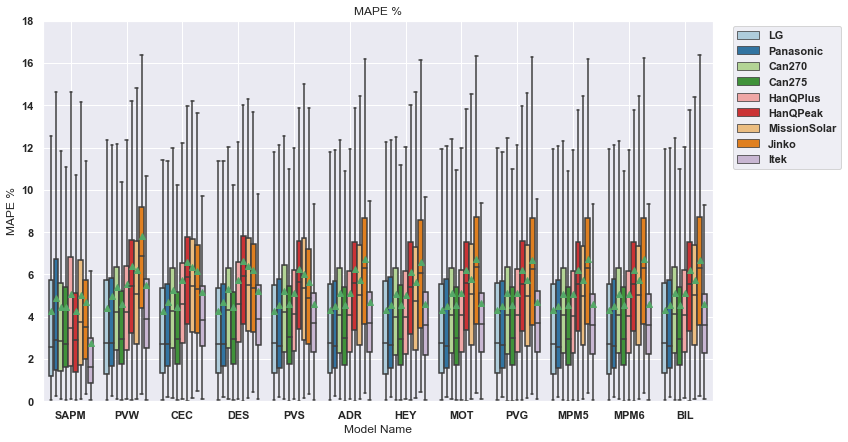 MAPE %
18
16
14
12
10
8
6
4
2
0
MAPE %
SAPM PVW CEC DES PVS ADR HEY MOT PVG MPM5 MPM6 BIL
Model Name
LG
Panasonic
Can270
Can275
HanQPlus
HanQPeak
MissionSolar
Jinko
Itek